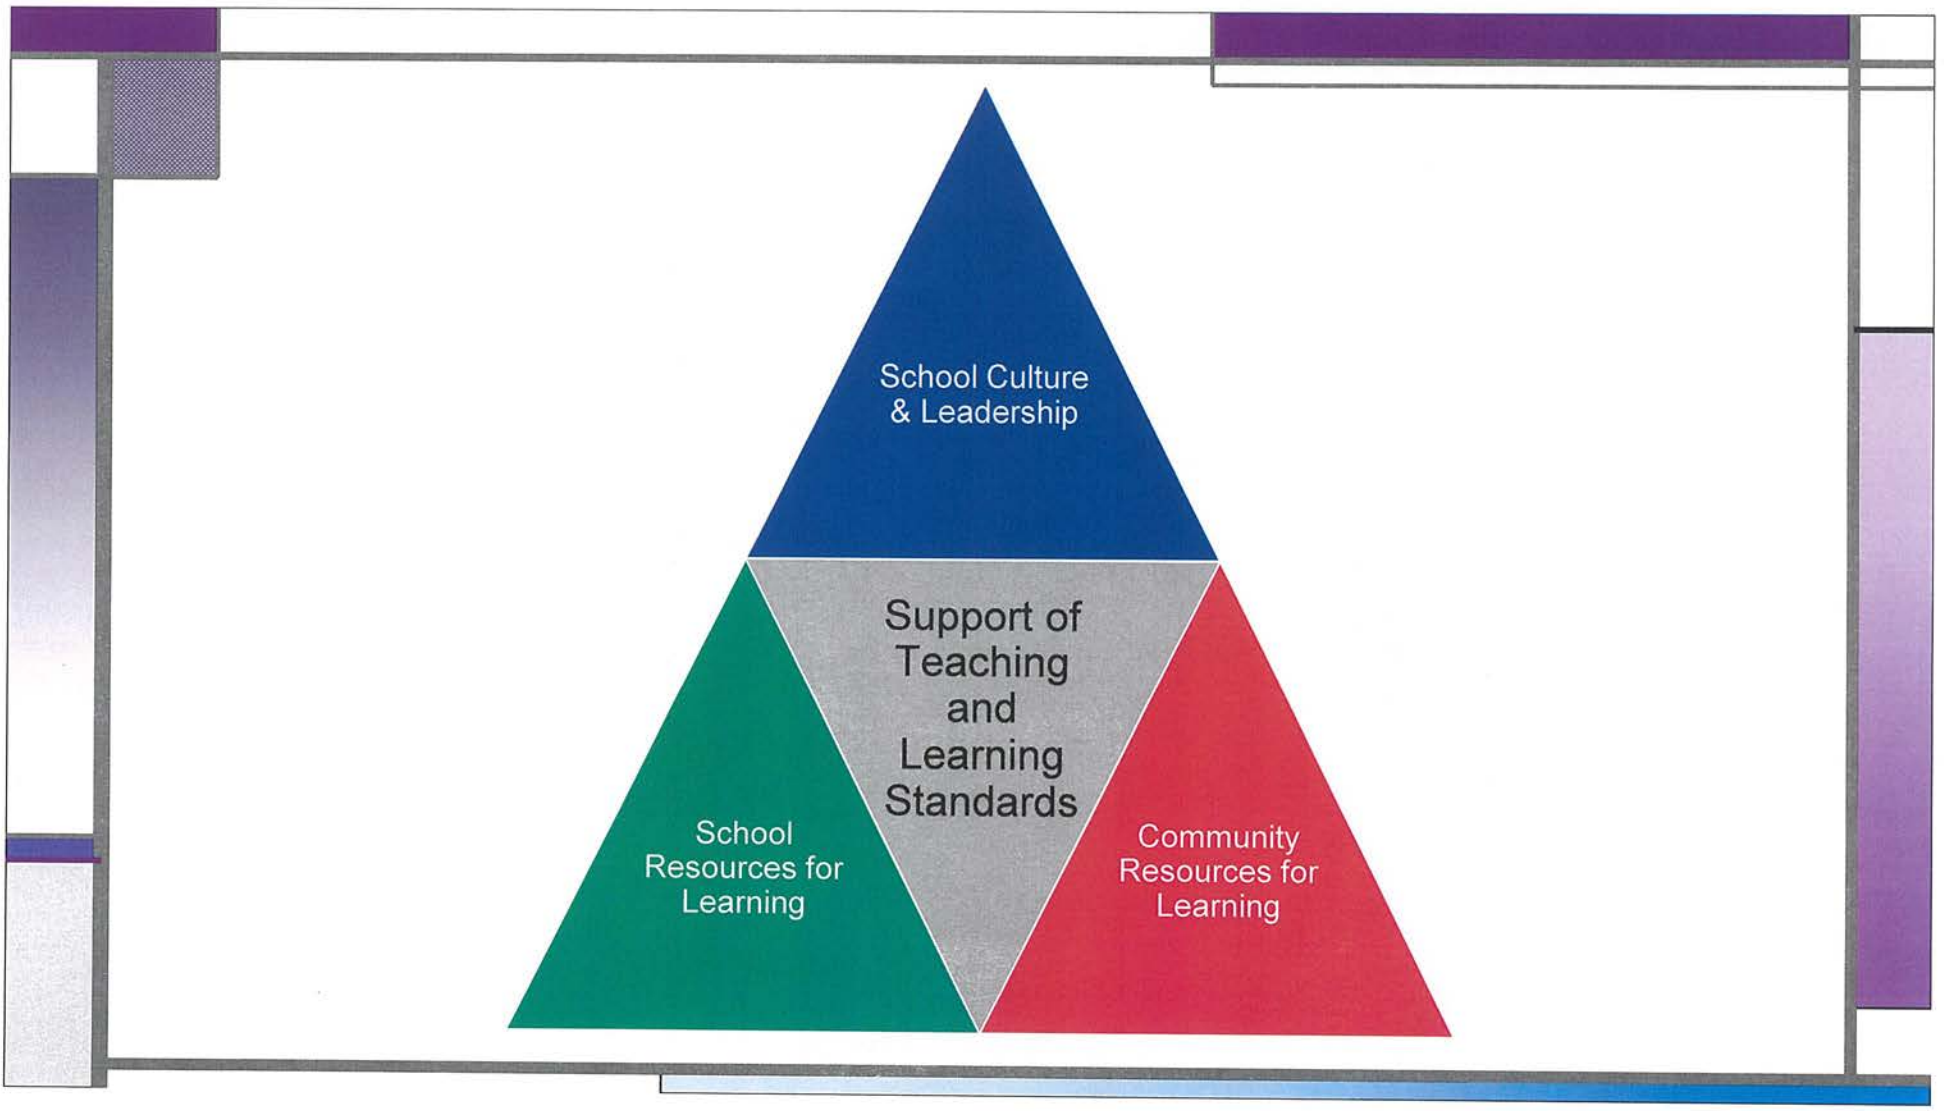 School Culture
& Leadership
Support of
Teaching
and
Learning
Standards
School
Resources for
Learning
Community
Resources for
Learning